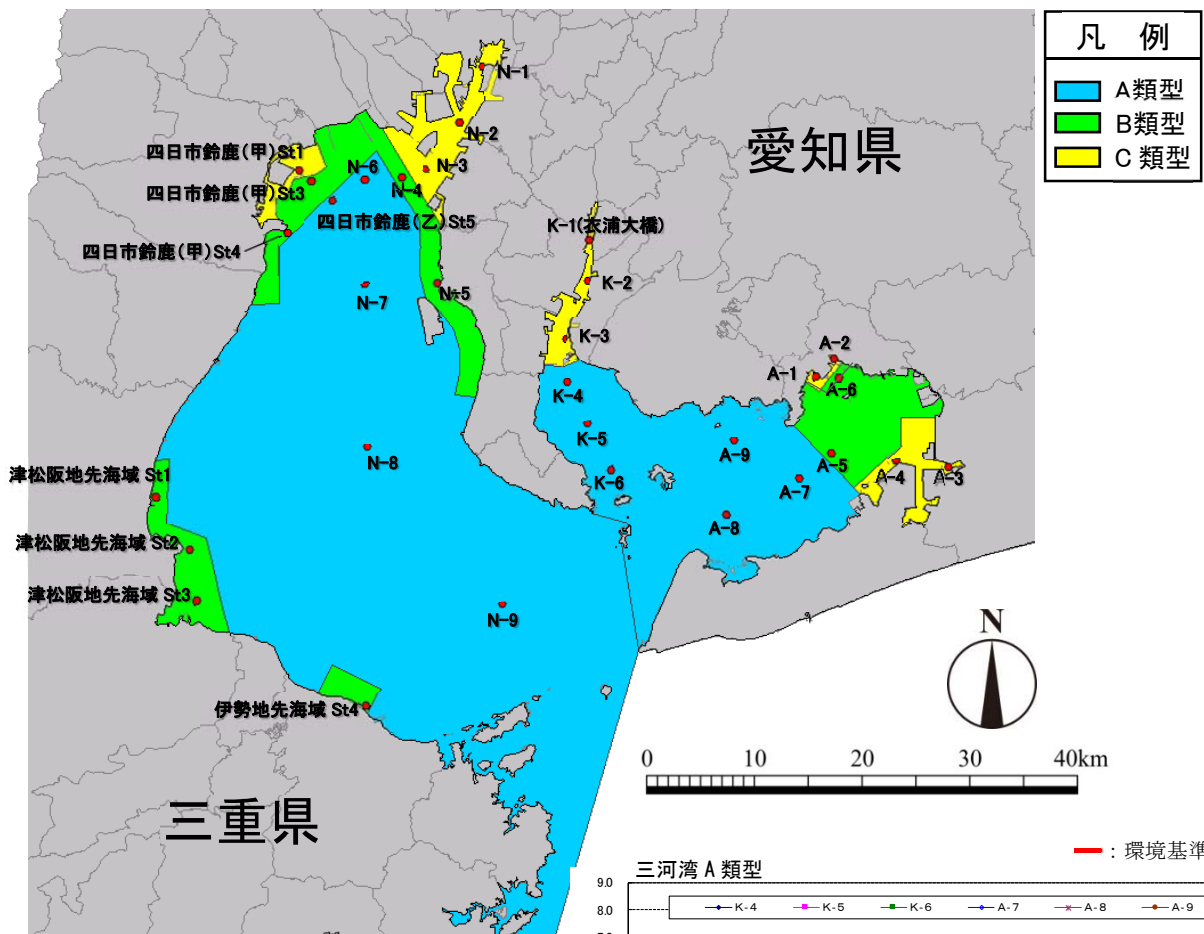 凡 例
A類型
B類型
C類型
愛知県
三重県
N-1
N-2
四日市鈴鹿(甲)St1
N-6
N-3
四日市鈴鹿(甲)St3
N-4
四日市鈴鹿(乙)St5
四日市鈴鹿(甲)St4
K-1(衣浦大橋)
N-7
N-5
K-2
K-3
A-2
A-1
A-6
K-4
K-5
N-8
A-9
A-5
A-4
A-3
K-6
A-7
津松阪地先海域 St1
A-8
津松阪地先海域 St2
津松阪地先海域 St3
N-9
伊勢地先海域 St4
N
0 10 20 30 40km
:環境基準
三河湾A類型
9.0
8.0
K-4 K-5 K-6 A-7 A-8 A-9